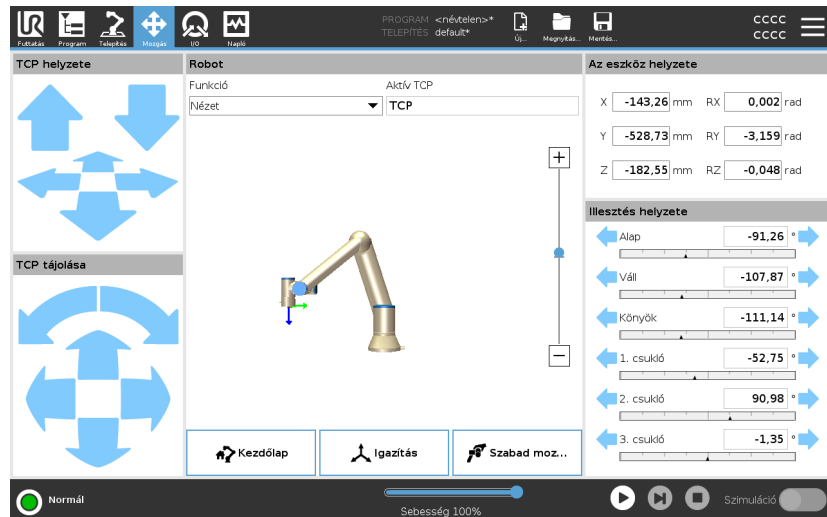 PROGRAM <névtelen>*
TELEPÍTÉS default*
UR
Futtatás Program Telepítés Mozgás I/O Napló
Új... Megnyitás... Mentés...
CCCC
CCCC
TCP helyzete
Robot
Funkció
Nézet
Aktív TCP
TCP
Az eszköz helyzete
X -143,26 mm RX 0,002 rad
Y -528,73 mm RY -3,159 rad
Z -182,55 mm RZ -0,048 rad
Illesztés helyzete
Alap -91,26 °
Váll -107,87 °
Könyök -111,14 °
1. csukló -52,75 °
2. csukló 90,98 °
3. csukló -1,35 °
TCP tájolása
+
−
Kezdőlap
Igazítás
Szabad moz...
Normál
Sebesség 100%
Szimuláció